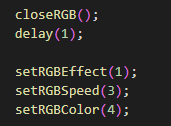 closeRGB();
delay(1);
setRGBEffect(1);
setRGBSpeed(3);
setRGBColor(4);